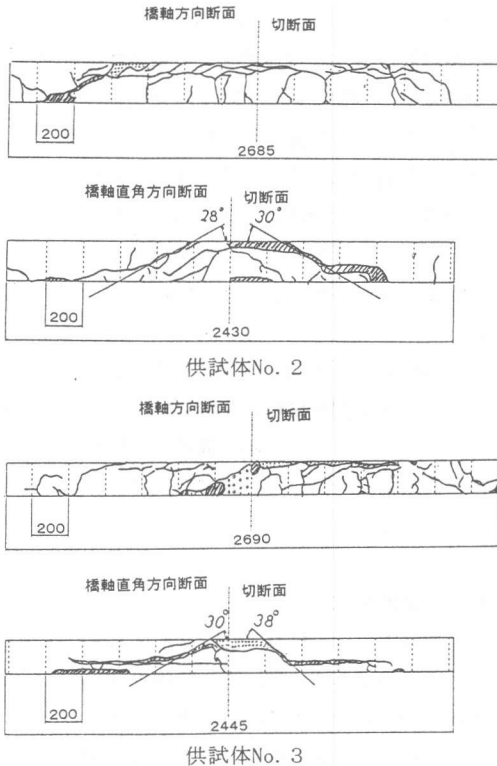 橋軸方向断面 切断面
200
2685
橋軸直角方向断面 切断面
28° 30°
200
2430
供試体No. 2
橋軸方向断面 切断面
200
2690
橋軸直角方向断面 切断面
30° 38°
200
2445
供試体No. 3